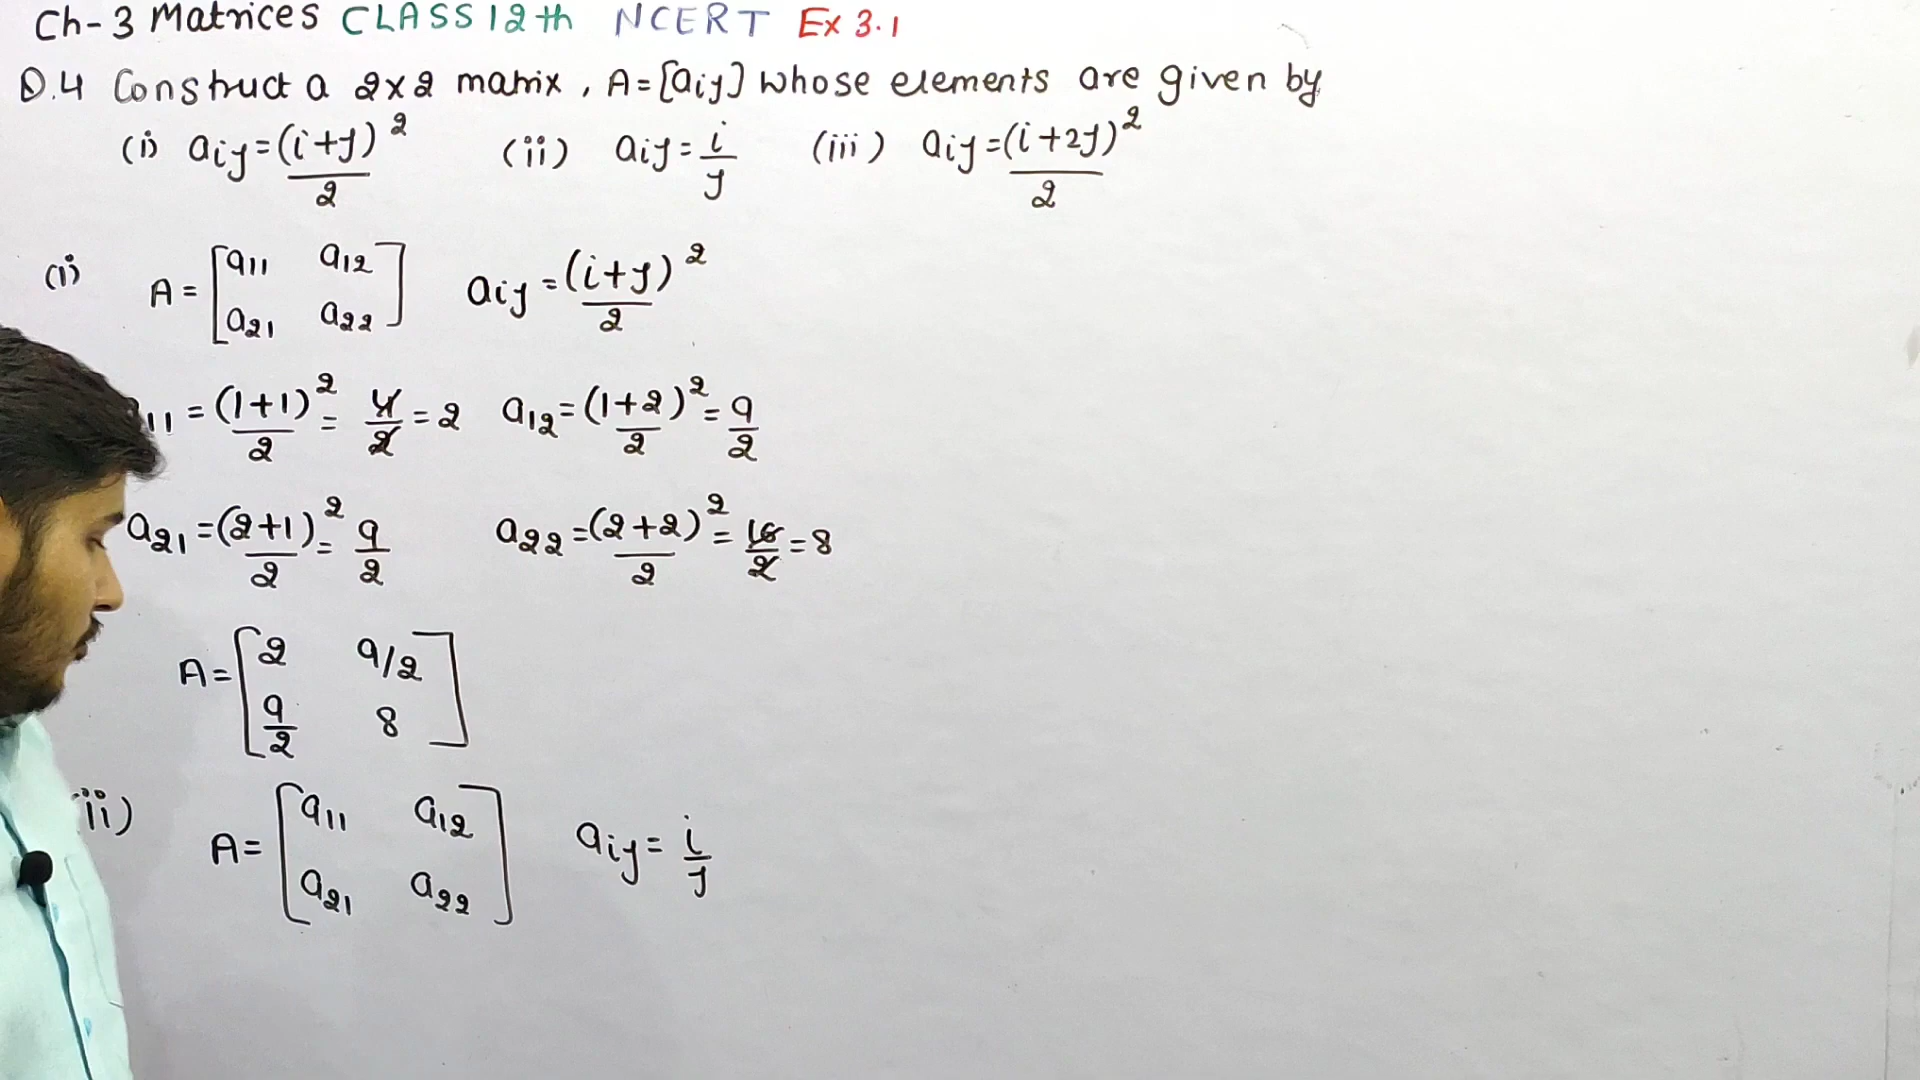 Ch-3 Matrices CLASS 12th NCERT Ex 3.1
Q.4 Construct a 2×2 matrix, A=[aij] whose elements are given by
(i) aij=(i+j)²/2 (ii) aij=i/j (iii) aij=(i+2j)²/2
(i) A=[a11 a12 a21 a22] aij=(i+j)²/2
11=(1+1)²/2=4/2=2 a12=(1+2)²/2=9/2
a21=(2+1)²/2=9/2 a22=(2+2)²/2=16/2=8
A=[2 9/2 9/2 8]
ii) A=[a11 a12 a21 a22] aij=i/j